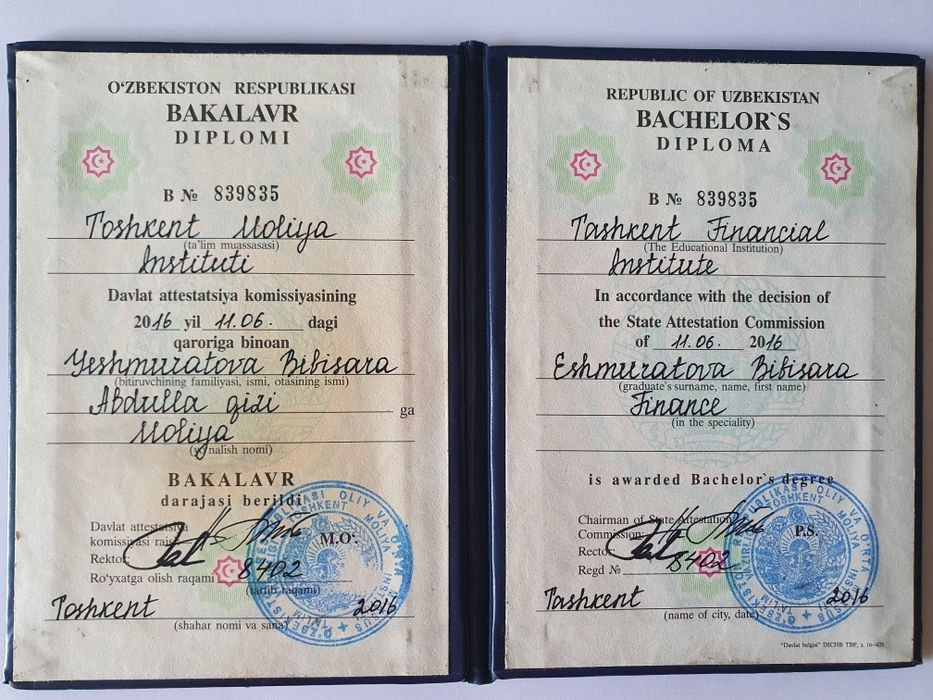 O‘ZBEKISTON RESPUBLIKASI
BAKALAVR
DIPLOMI
B № 839835
Toshkent Moliya
(ta’lim muassasasi)
Instituti
Davlat attestatsiya komissiyasining
2016 yil 11.06. dagi
qaroriga binoan
Yeshmuratova Bibisara
(bitiruvchining familiyasi, ismi, otasining ismi)
Abdulla qizi ga
Moliya
(yo‘nalish nomi)
BAKALAVR
darajasi berildi
Davlat attestatsiya
komissiyasi raisi
M.O‘.
Rektor
Ro‘yxatga olish raqami 8402
(tartib raqami)
Toshkent 2016
(shahar nomi va sana)
REPUBLIC OF UZBEKISTAN
BACHELOR`S
DIPLOMA
B № 839835
Tashkent Financial
(The Educational Institution)
Institute
In accordance with the decision of
the State Attestation Commission
of 11.06. 2016
Eshmuratova Bibisara
(graduate's surname, name, first name)
Finance
(in the speciality)
is awarded Bachelor`s degree
Chairman of State Attestation
Commission
P.S.
Rector
Regd № 8402
Tashkent 2016
(name of city, date)
"Davlat belgisi" DICHB TBF, z. 16–428